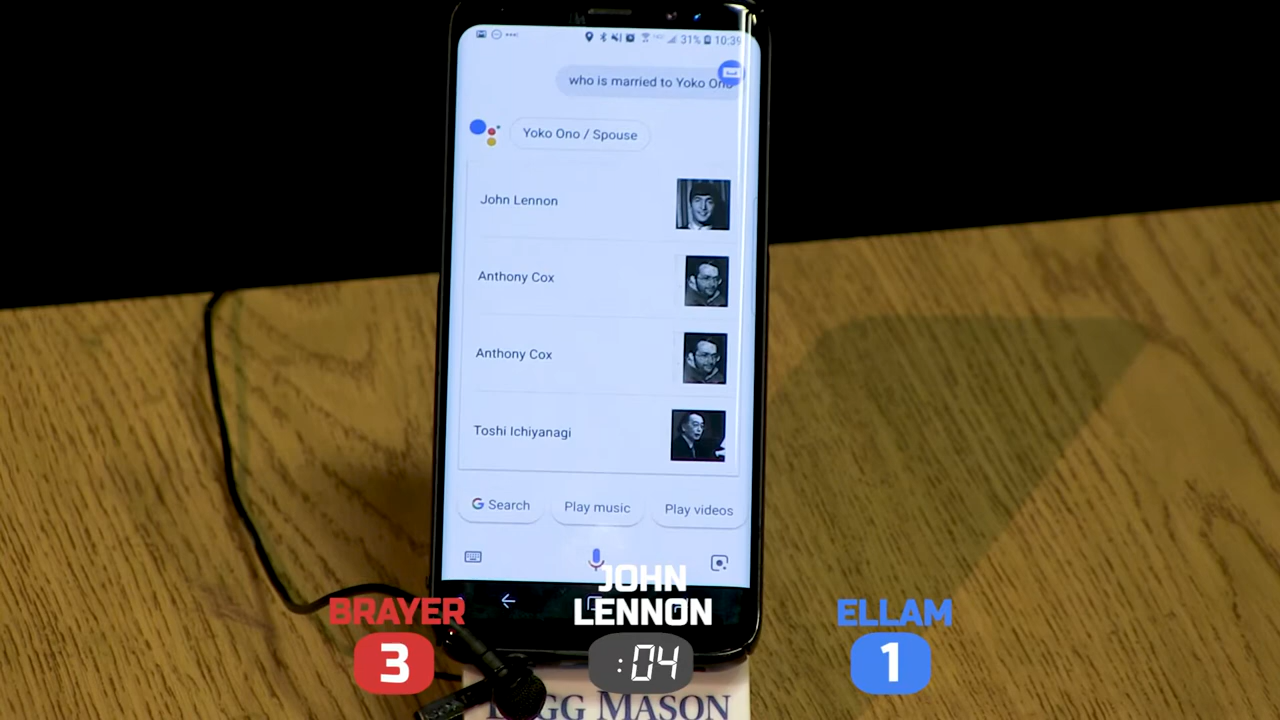 31% 10:39
who is married to Yoko Ono
Yoko Ono / Spouse
John Lennon
Anthony Cox
Anthony Cox
Toshi Ichiyanagi
Search
Play music
Play videos
JOHN
LENNON
BRAYER
ELLAM
3
:04
1
LEGG MASON